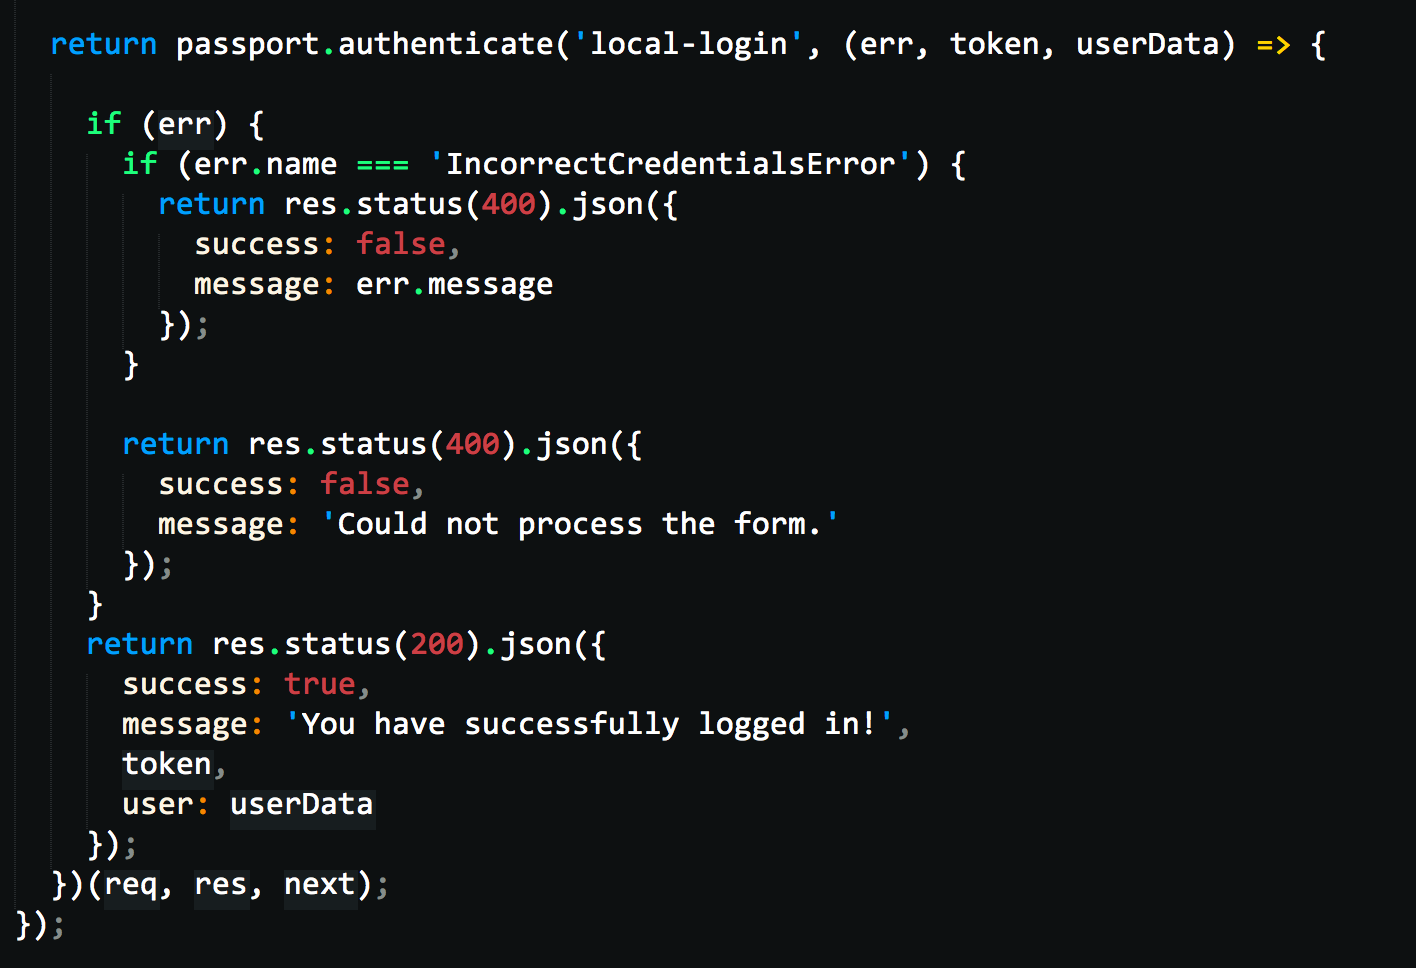 return passport.authenticate('local-login', (err, token, userData) => {
if (err) {
if (err.name === 'IncorrectCredentialsError') {
return res.status(400).json({
success: false,
message: err.message
});
}
return res.status(400).json({
success: false,
message: 'Could not process the form.'
});
}
return res.status(200).json({
success: true,
message: 'You have successfully logged in!',
token,
user: userData
});
})(req, res, next);
});